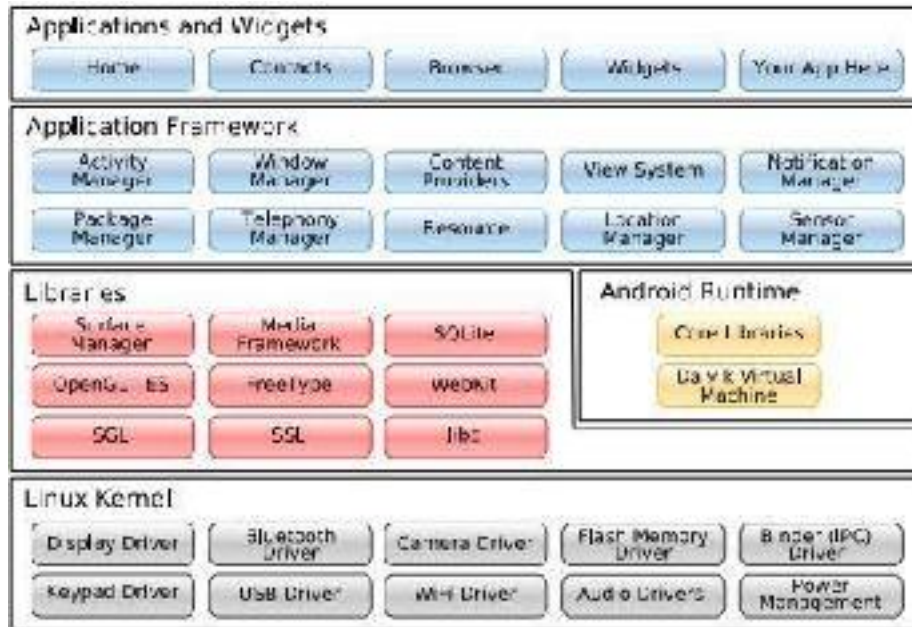 Applications and Widgets
Home
Contacts
Browser
Widgets
Your App Here
Application Framework
Activity
Manager
Window
Manager
Content
Providers
View System
Notification
Manager
Package
Manager
Telephony
Manager
Resource
Location
Manager
Sensor
Manager
Libraries
Surface
Manager
Media
Framework
SQLite
OpenGL ES
FreeType
WebKit
SGL
SSL
libc
Android Runtime
Core Libraries
Dalvik Virtual
Machine
Linux Kernel
Display Driver
Bluetooth
Driver
Camera Driver
Flash Memory
Driver
Binder (IPC)
Driver
Keypad Driver
USB Driver
WiFi Driver
Audio Drivers
Power
Management